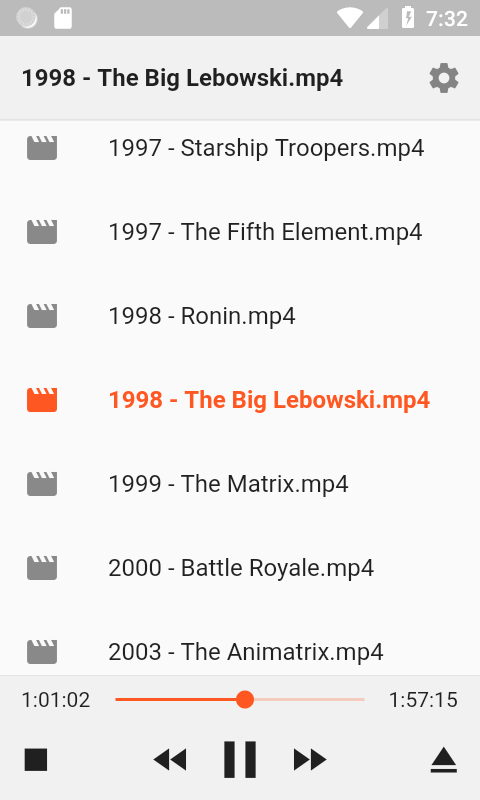 7:32
1998 - The Big Lebowski.mp4
1997 - Starship Troopers.mp4
1997 - The Fifth Element.mp4
1998 - Ronin.mp4
1998 - The Big Lebowski.mp4
1999 - The Matrix.mp4
2000 - Battle Royale.mp4
2003 - The Animatrix.mp4
1:01:02 1:57:15